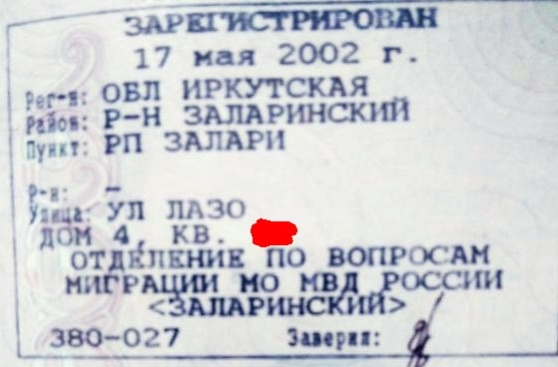 ЗАРЕГИСТРИРОВАН
17 мая 2002 г.
Рег-н: ОБЛ ИРКУТСКАЯ
Район: Р-Н ЗАЛАРИНСКИЙ
Пункт: РП ЗАЛАРИ
Р-н: –
Улица: УЛ ЛАЗО
ДОМ 4, КВ.
ОТДЕЛЕНИЕ ПО ВОПРОСАМ
МИГРАЦИИ МО МВД РОССИИ
<ЗАЛАРИНСКИЙ>
380-027 Заверил: